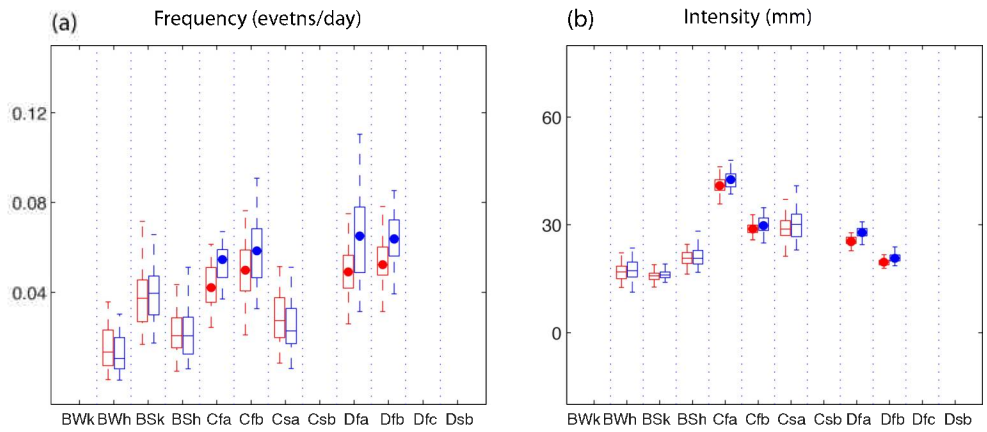 (a) Frequency (evetns/day)
0.12
0.08
0.04
BWk BWh BSk BSh Cfa Cfb Csa Csb Dfa Dfb Dfc Dsb
(b) Intensity (mm)
60
30
0
BWk BWh BSk BSh Cfa Cfb Csa Csb Dfa Dfb Dfc Dsb